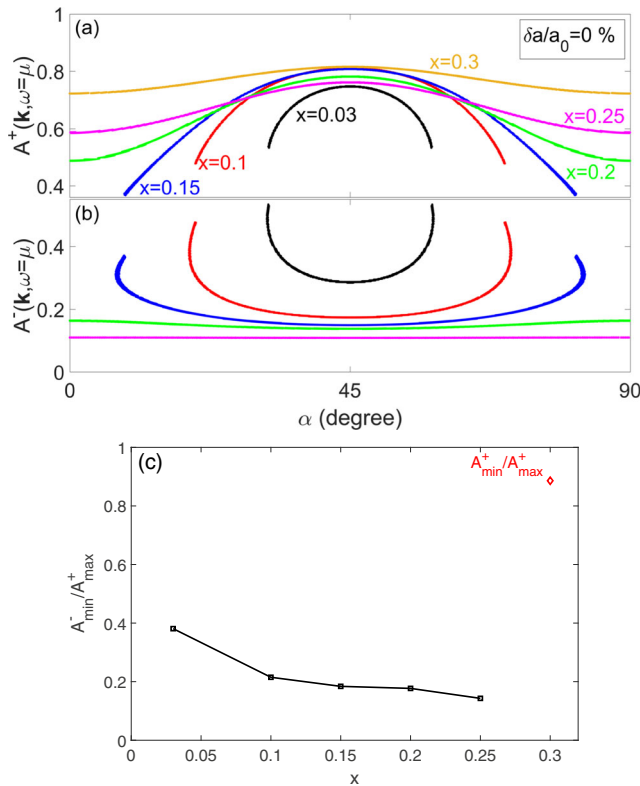 (a)
δa/a₀=0 %
1
0.8
0.6
0.4
A⁺(k,ω=μ)
x=0.3
x=0.03
x=0.25
x=0.1
x=0.2
x=0.15
(b)
0.4
0.2
0
A⁻(k,ω=μ)
0
45
90
α (degree)
(c)
1
0.8
0.6
0.4
0.2
0
A⁻min/A⁺max
A⁺min/A⁺max
0
0.05
0.1
0.15
0.2
0.25
0.3
x